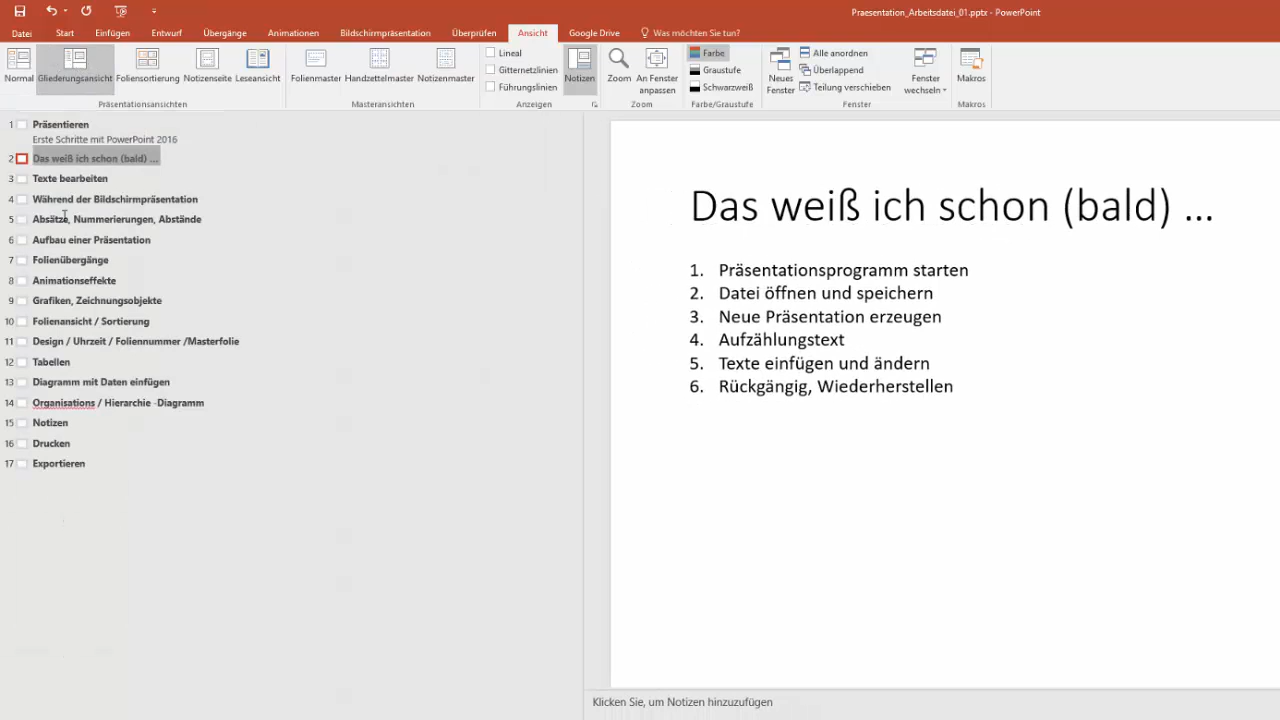 Praesentation_Arbeitsdatei_01.pptx - PowerPoint
Datei Start Einfügen Entwurf Übergänge Animationen Bildschirmpräsentation Überprüfen Ansicht Google Drive Was möchten Sie tun?
Normal Gliederungsansicht Foliensortierung Notizenseite Leseansicht
Präsentationsansichten
Folienmaster Handzettelmaster Notizenmaster
Masteransichten
Lineal
Gitternetzlinien
Führungslinien
Notizen
Anzeigen
Zoom An Fenster anpassen
Zoom
Farbe
Graustufe
Schwarzweiß
Farbe/Graustufe
Neues Fenster
Alle anordnen
Überlappend
Teilung verschieben
Fenster wechseln
Fenster
Makros
Makros
1 Präsentieren
Erste Schritte mit PowerPoint 2016
2 Das weiß ich schon (bald) ...
3 Texte bearbeiten
4 Während der Bildschirmpräsentation
5 Absätze, Nummerierungen, Abstände
6 Aufbau einer Präsentation
7 Folienübergänge
8 Animationseffekte
9 Grafiken, Zeichnungsobjekte
10 Folienansicht / Sortierung
11 Design / Uhrzeit / Foliennummer /Masterfolie
12 Tabellen
13 Diagramm mit Daten einfügen
14 Organisations / Hierarchie -Diagramm
15 Notizen
16 Drucken
17 Exportieren
Das weiß ich schon (bald) ...
1. Präsentationsprogramm starten
2. Datei öffnen und speichern
3. Neue Präsentation erzeugen
4. Aufzählungstext
5. Texte einfügen und ändern
6. Rückgängig, Wiederherstellen
Klicken Sie, um Notizen hinzuzufügen